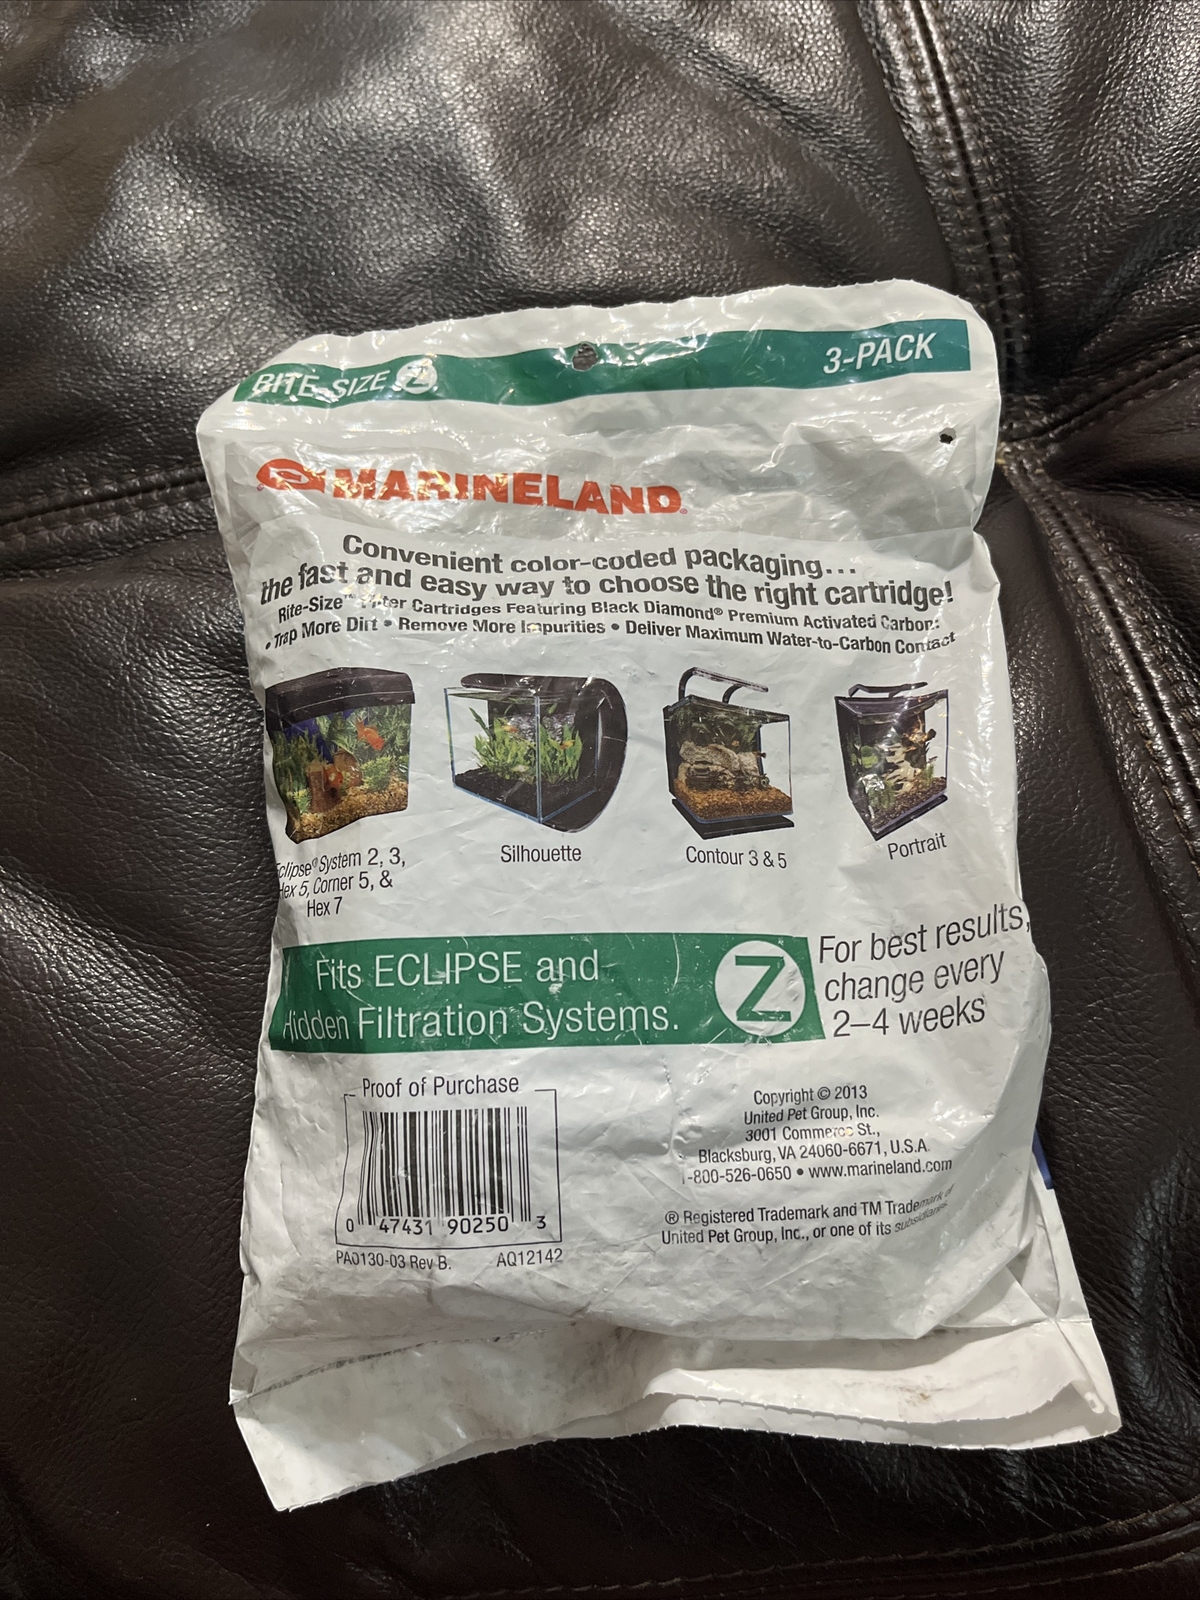 RITE-SIZE Z
3-PACK
MARINELAND®
Convenient color-coded packaging...
the fast and easy way to choose the right cartridge!
Rite-Size™ Filter Cartridges Featuring Black Diamond® Premium Activated Carbon:
• Trap More Dirt • Remove More Impurities • Deliver Maximum Water-to-Carbon Contact
Eclipse® System 2, 3,
Hex 5, Corner 5, &
Hex 7
Silhouette
Contour 3 & 5
Portrait
Fits ECLIPSE and
Hidden Filtration Systems.
Z
For best results,
change every
2–4 weeks
Proof of Purchase
0 47431 90250 3
PA0130-03 Rev B. AQ12142
Copyright © 2013
United Pet Group, Inc.
3001 Commerce St.,
Blacksburg, VA 24060-6671, U.S.A.
1-800-526-0650 • www.marineland.com
® Registered Trademark and TM Trademark of
United Pet Group, Inc., or one of its subsidiaries.